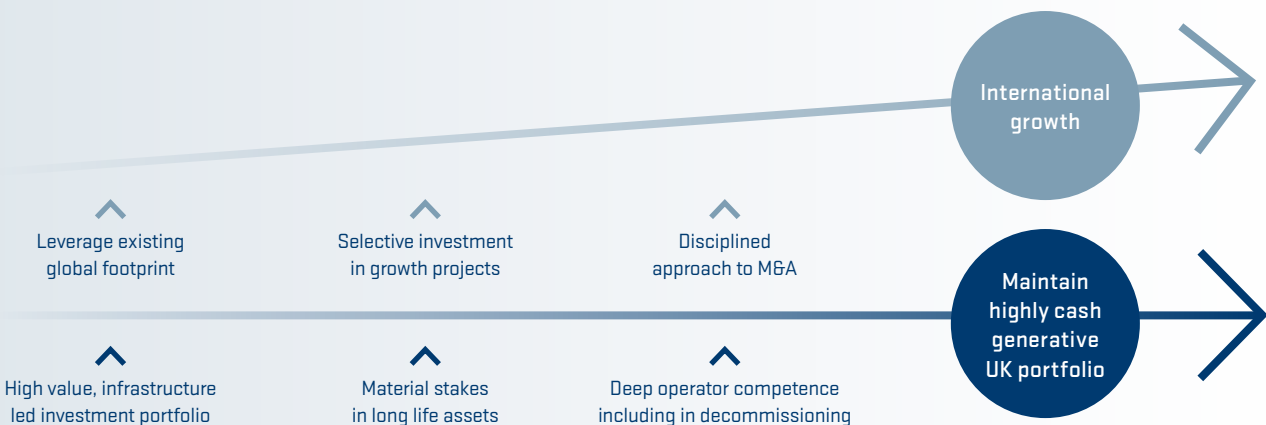 International
growth
Leverage existing
global footprint
Selective investment
in growth projects
Disciplined
approach to M&A
Maintain
highly cash
generative
UK portfolio
High value, infrastructure
led investment portfolio
Material stakes
in long life assets
Deep operator competence
including in decommissioning